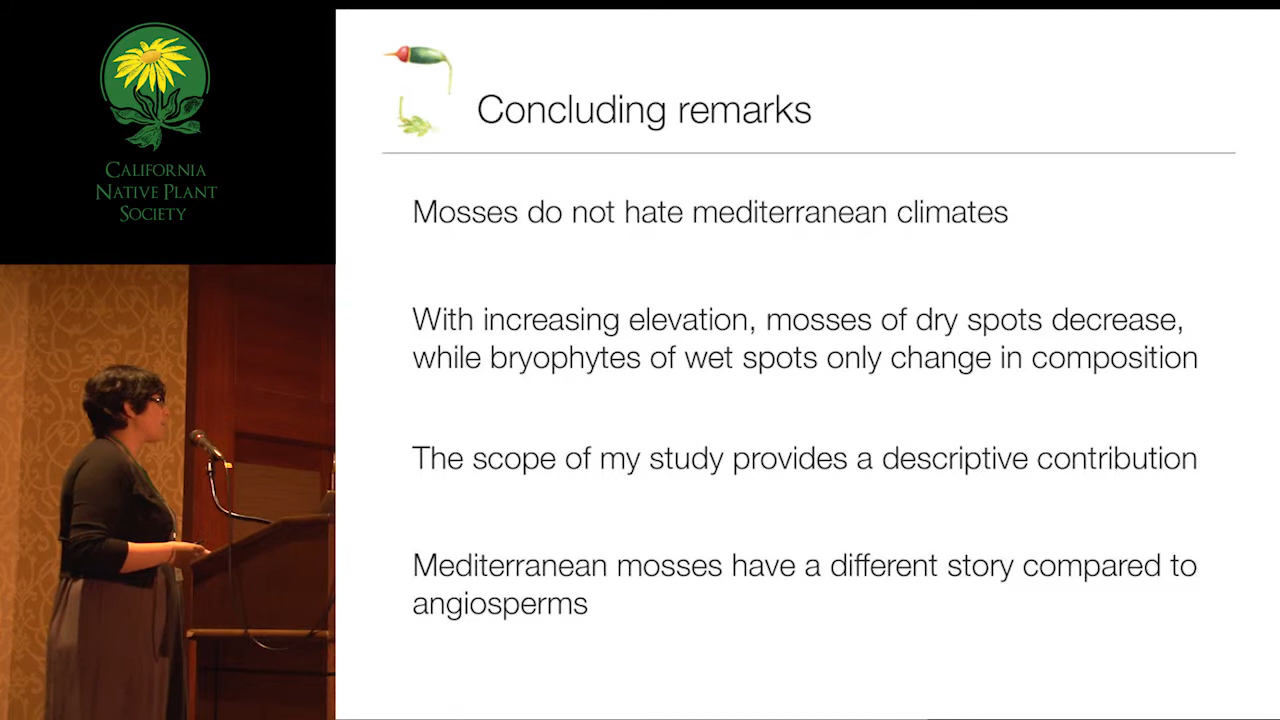 CALIFORNIA
NATIVE PLANT
SOCIETY
Concluding remarks
Mosses do not hate mediterranean climates
With increasing elevation, mosses of dry spots decrease,
while bryophytes of wet spots only change in composition
The scope of my study provides a descriptive contribution
Mediterranean mosses have a different story compared to
angiosperms